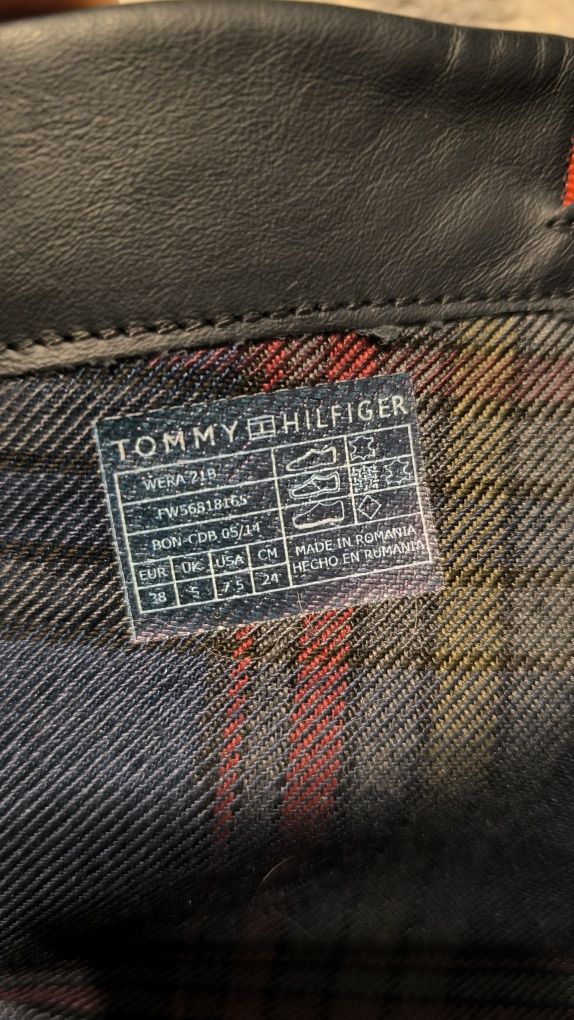 TOMMY HILFIGER
WERA 21B
FW56818165
BON-CDB 05/14
EUR UK USA CM
38 5 7.5 24
MADE IN ROMANIA
HECHO EN RUMANIA